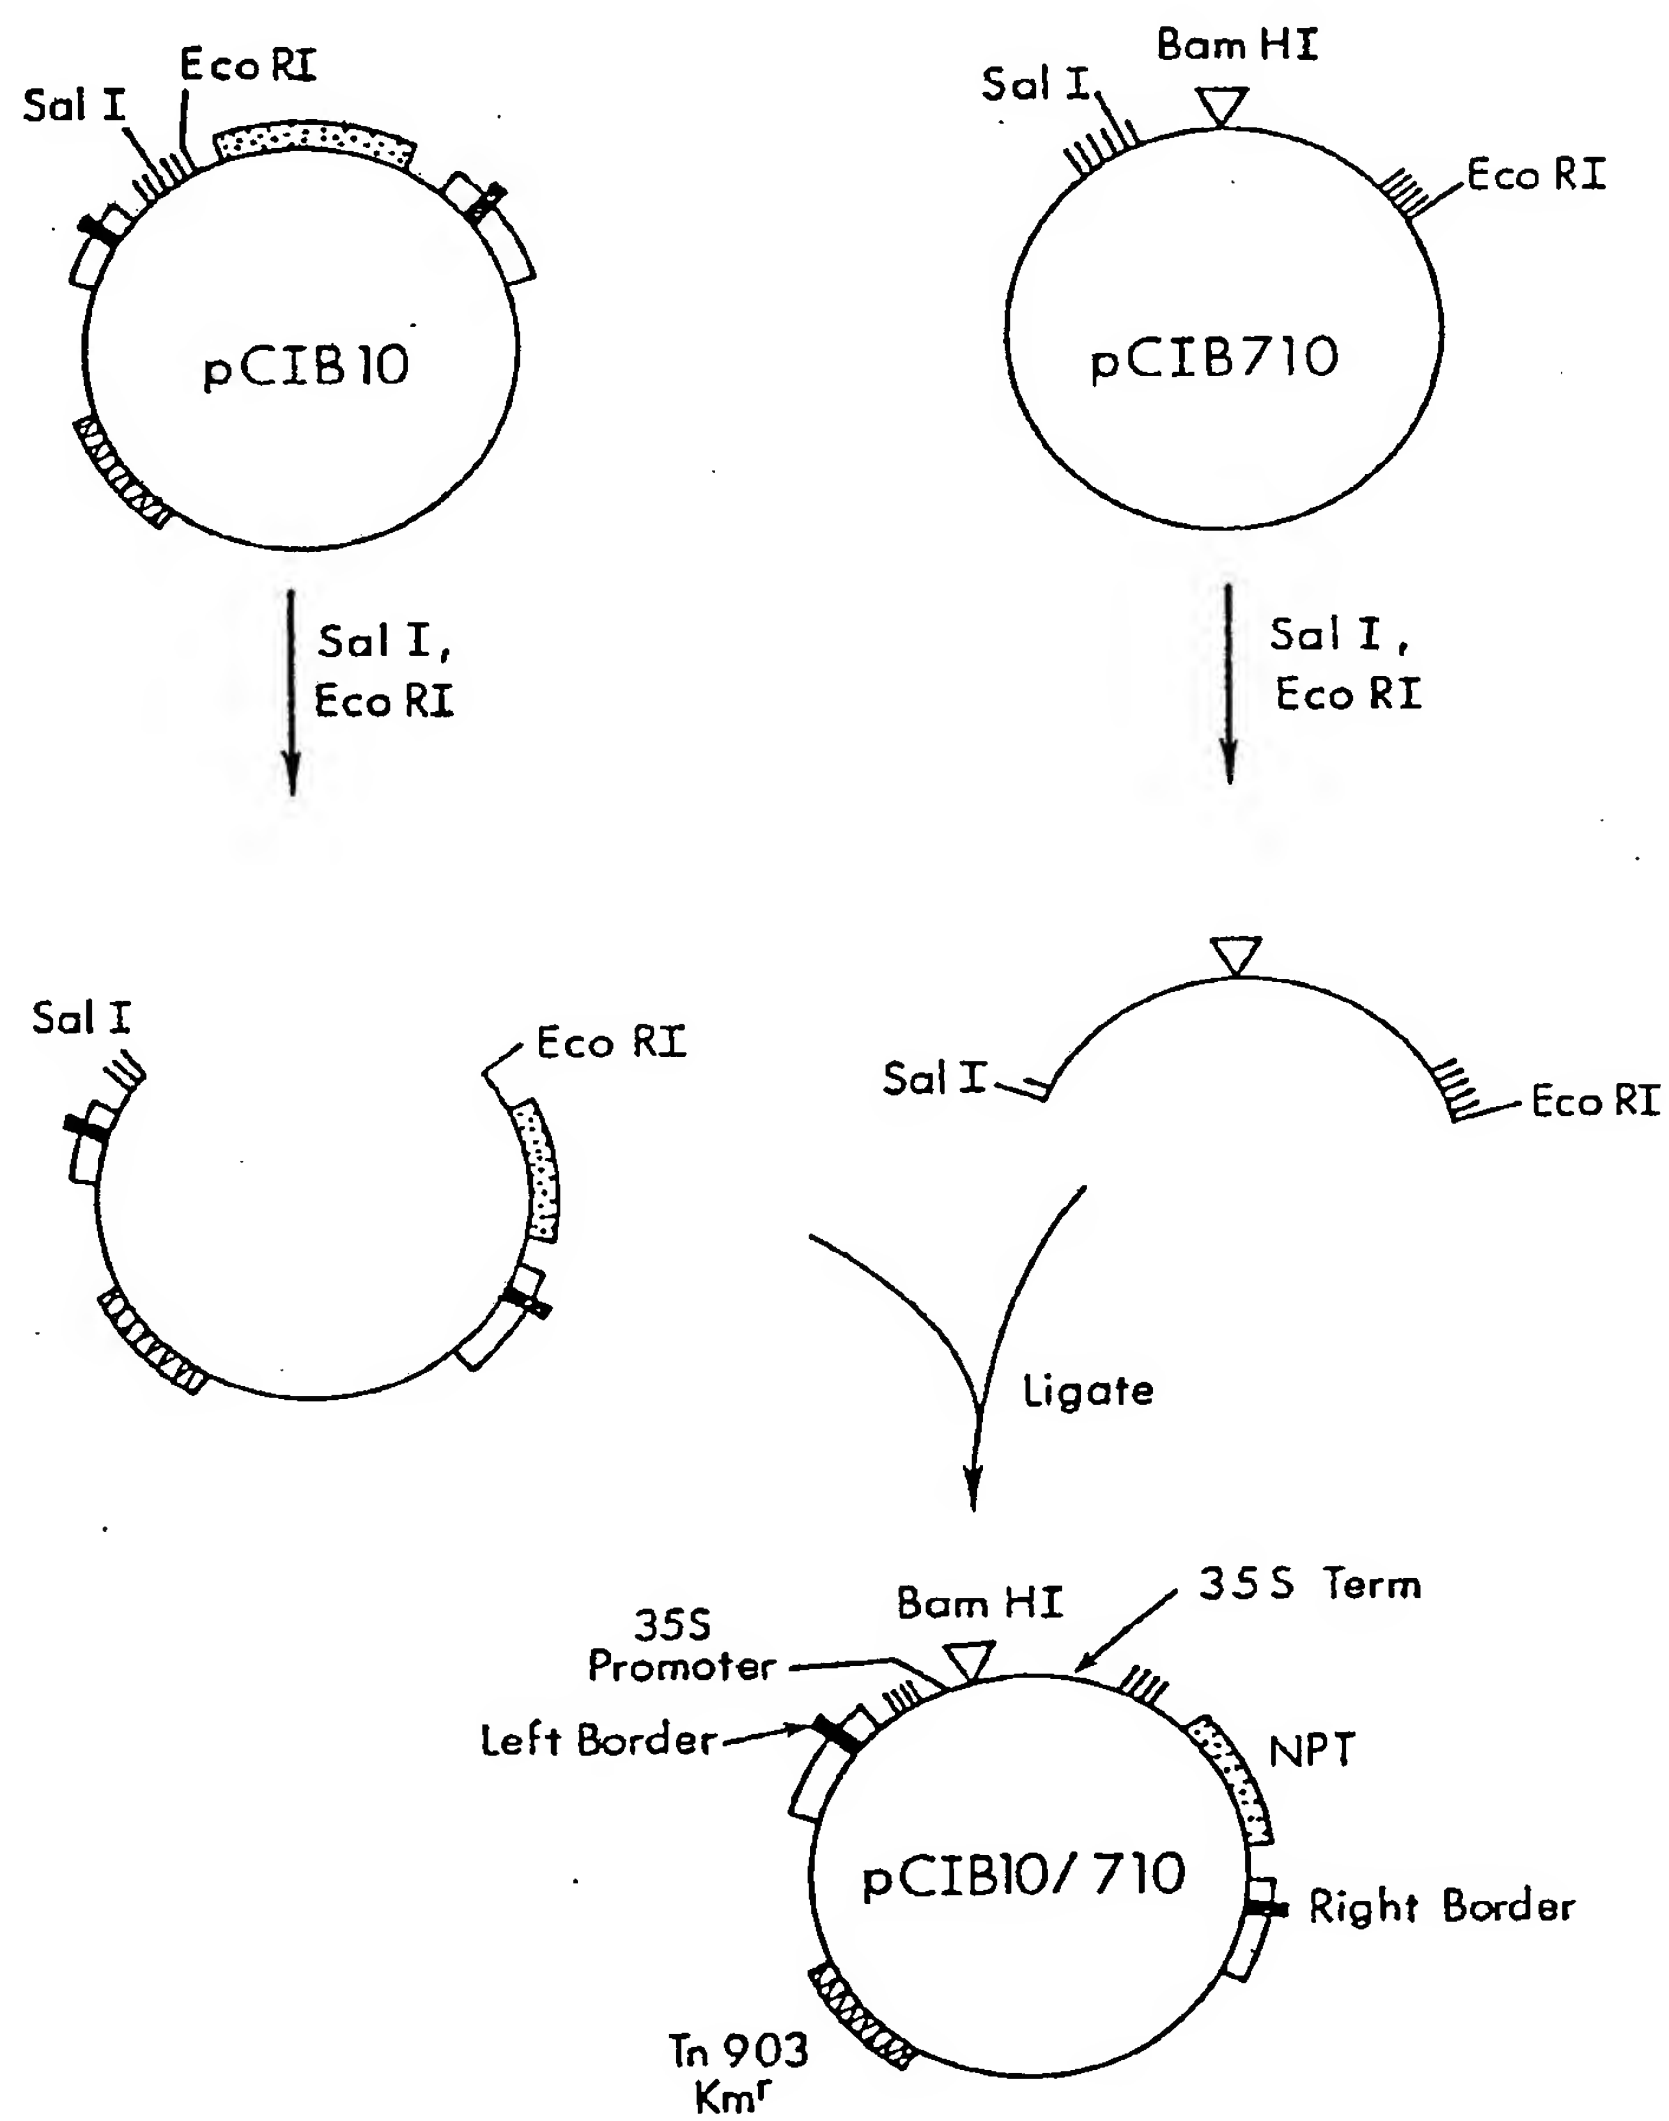 Eco RI
Sal I
pCIB10
Bam HI
Sal I
Eco RI
pCIB710
Sal I,
Eco RI
Sal I,
Eco RI
Sal I
Eco RI
Sal I
Eco RI
Ligate
35S Term
Bam HI
35S
Promoter
Left Border
NPT
pCIB10/710
Right Border
Tn 903
Kmr